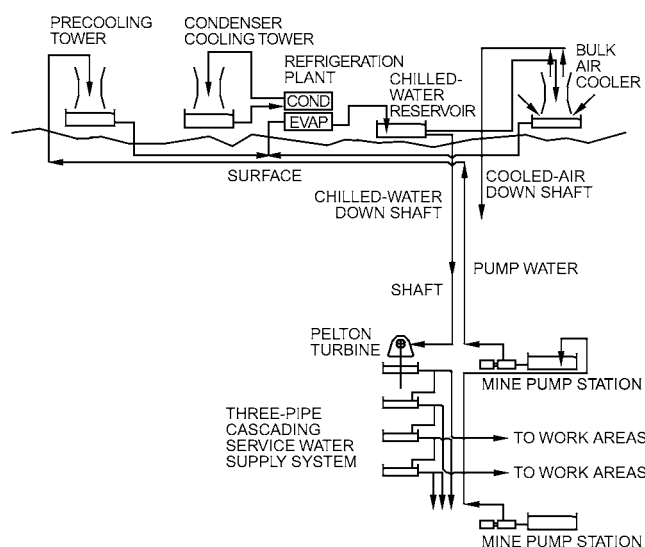 PRECOOLING
TOWER
CONDENSER
COOLING TOWER
REFRIGERATION
PLANT
COND
EVAP
CHILLED-
WATER
RESERVOIR
BULK
AIR
COOLER
SURFACE
CHILLED-WATER
DOWN SHAFT
COOLED-AIR
DOWN SHAFT
SHAFT
PUMP WATER
PELTON
TURBINE
MINE PUMP STATION
THREE-PIPE
CASCADING
SERVICE WATER
SUPPLY SYSTEM
TO WORK AREAS
TO WORK AREAS
MINE PUMP STATION